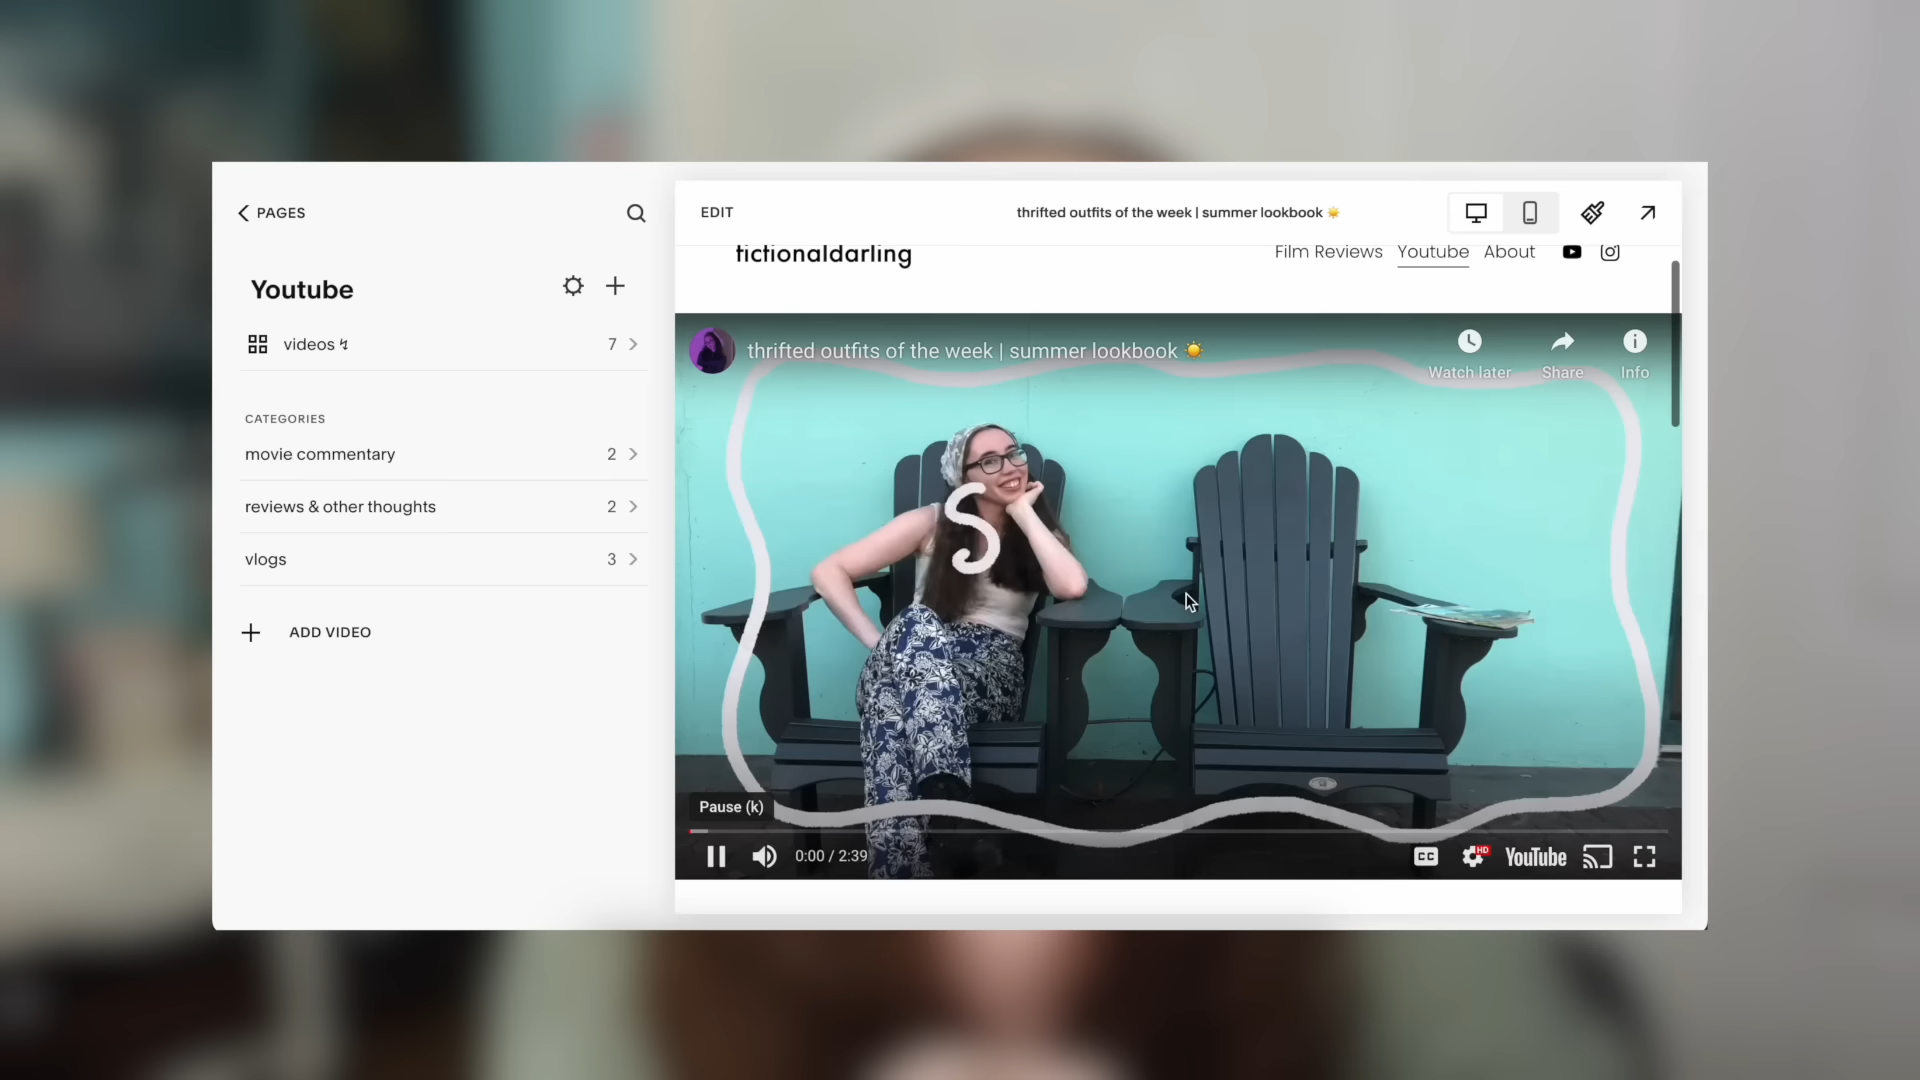 PAGES
Youtube
videos ↯ 7
CATEGORIES
movie commentary 2
reviews & other thoughts 2
vlogs 3
ADD VIDEO
EDIT
thrifted outfits of the week | summer lookbook ☀️
fictionaldarling
Film Reviews Youtube About
thrifted outfits of the week | summer lookbook ☀️
Watch later Share Info
S
Pause (k)
0:00 / 2:39
CC HD YouTube